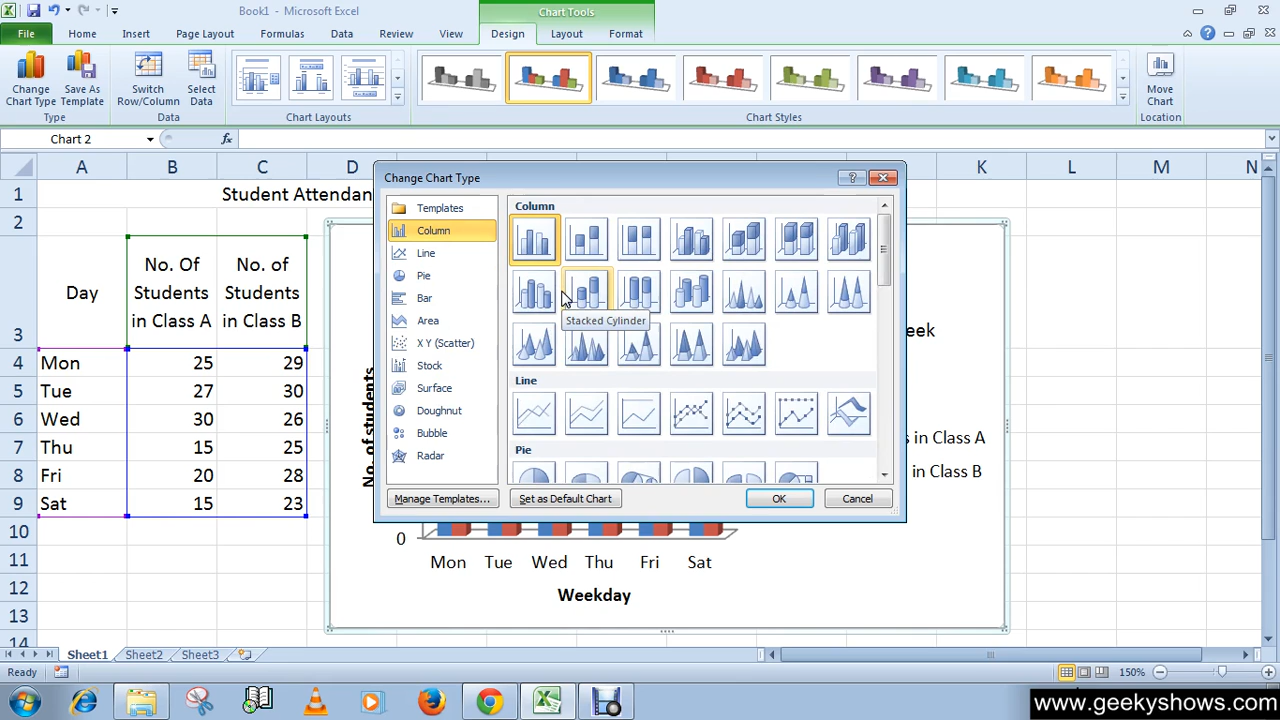 Book1 - Microsoft Excel
Chart Tools
File Home Insert Page Layout Formulas Data Review View Design Layout Format
Change
Chart Type
Save As
Template
Switch
Row/Column
Select
Data
Move
Chart
Type Data Chart Layouts Chart Styles Location
Chart 2 fx
A B C D K L M N
1 Student Attendan
2
3 Day
No. Of
Students
in Class A
No. of
Students
in Class B
4 Mon 25 29
5 Tue 27 30
6 Wed 30 26
7 Thu 15 25
8 Fri 20 28
9 Sat 15 23
10
11
12
13
14
Change Chart Type
Templates
Column
Line
Pie
Bar
Area
X Y (Scatter)
Stock
Surface
Doughnut
Bubble
Radar
Column
Stacked Cylinder
Line
Pie
Manage Templates... Set as Default Chart OK Cancel
eek
No. of students
s in Class A
in Class B
0
Mon Tue Wed Thu Fri Sat
Weekday
Sheet1 Sheet2 Sheet3
Ready 150%
www.geekyshows.com